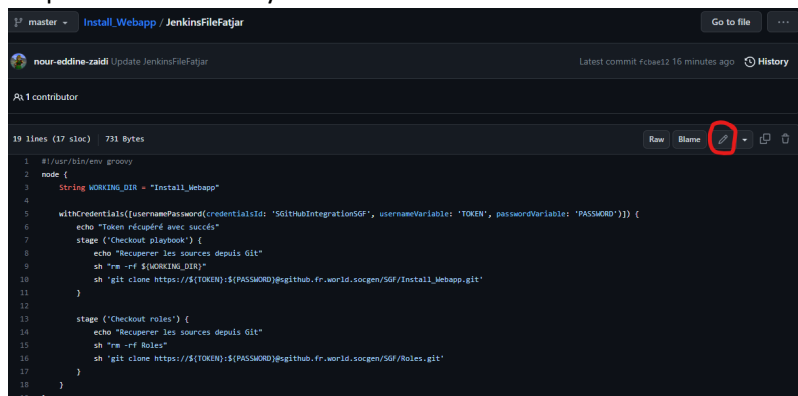 master Install_Webapp / JenkinsFileFatjar Go to file ...
nour-eddine-zaidi Update JenkinsFileFatjar Latest commit fcbae12 16 minutes ago History
1 contributor
19 lines (17 sloc) 731 Bytes Raw Blame
1 #!/usr/bin/env groovy
2 node {
3 String WORKING_DIR = "Install_Webapp"
4
5 withCredentials([usernamePassword(credentialsId: 'SGitHubIntegrationSGF', usernameVariable: 'TOKEN', passwordVariable: 'PASSWORD')]) {
6 echo "Token récupéré avec succés"
7 stage ('Checkout playbook') {
8 echo "Recuperer les sources depuis Git"
9 sh "rm -rf ${WORKING_DIR}"
10 sh 'git clone https://${TOKEN}:${PASSWORD}@sgithub.fr.world.socgen/SGF/Install_Webapp.git'
11 }
12
13 stage ('Checkout roles') {
14 echo "Recuperer les sources depuis Git"
15 sh "rm -rf Roles"
16 sh 'git clone https://${TOKEN}:${PASSWORD}@sgithub.fr.world.socgen/SGF/Roles.git'
17 }
18 }